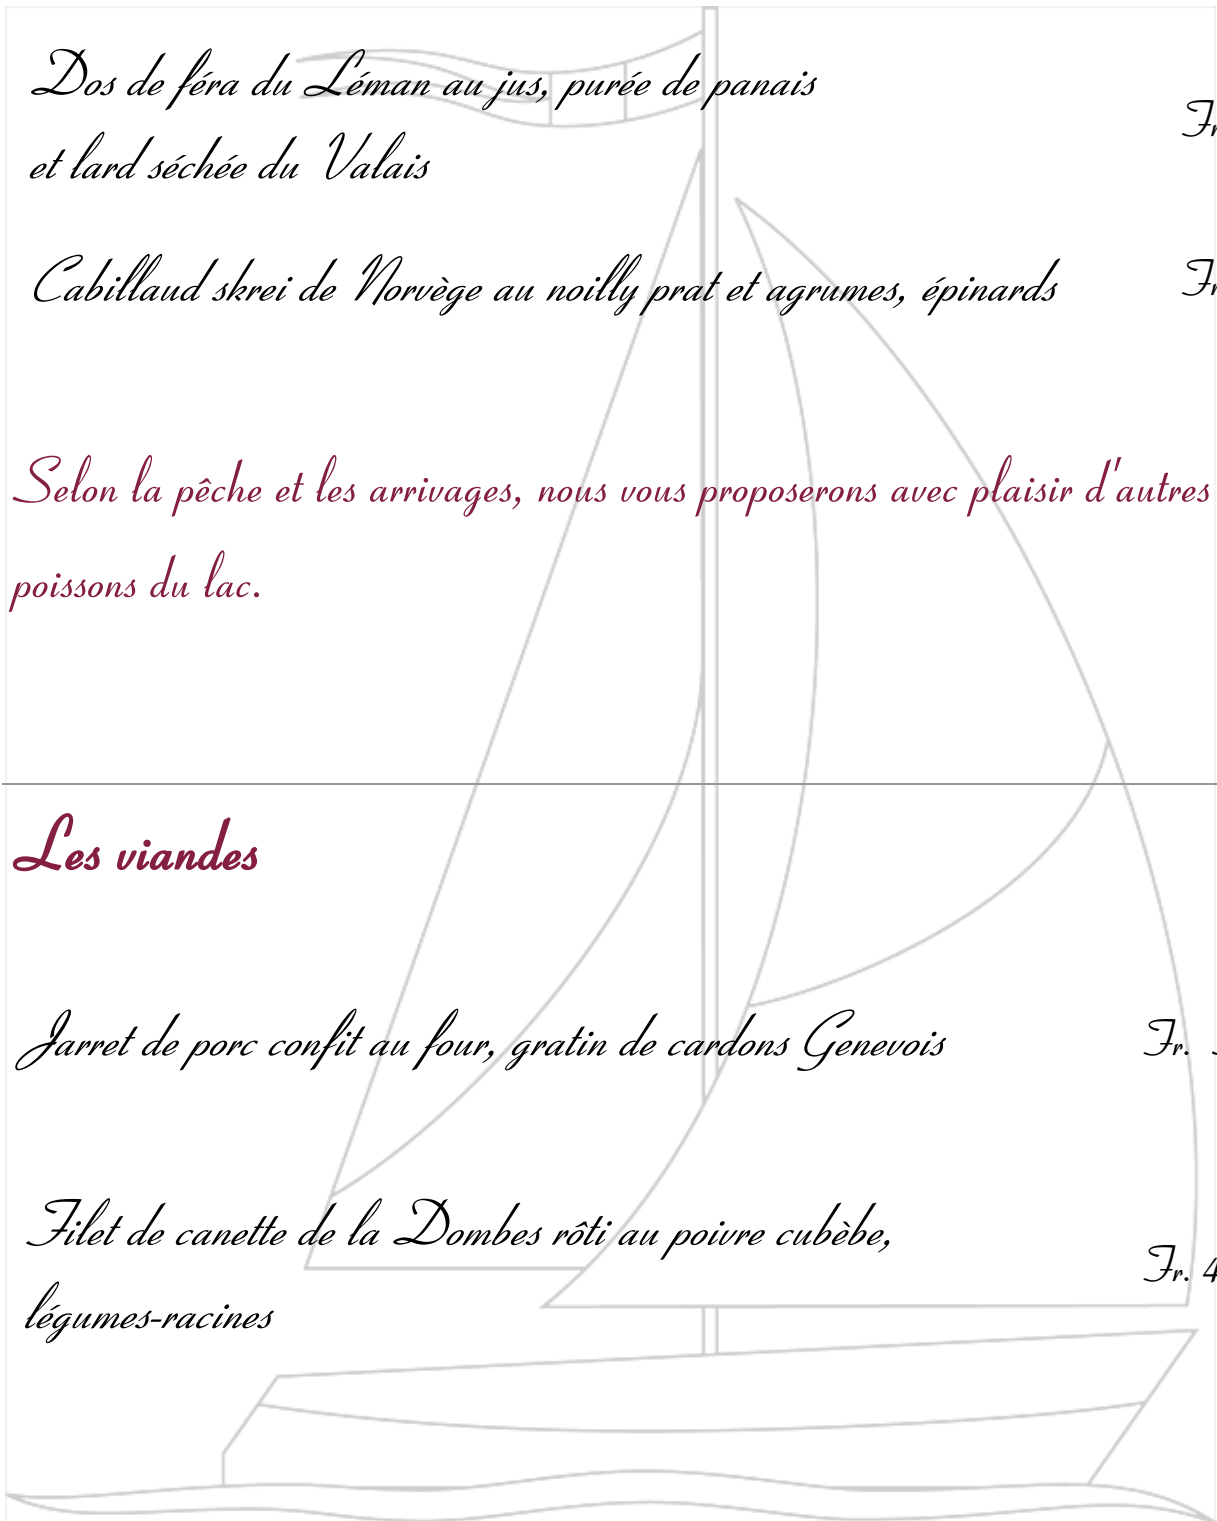 Dos de féra du Léman au jus, purée de panais
Fr
et lard séchée du Valais
Cabillaud skrei de Norvège au noilly prat et agrumes, épinards Fr
Selon la pêche et les arrivages, nous vous proposerons avec plaisir d'autres
poissons du lac.
Les viandes
Jarret de porc confit au four, gratin de cardons Genevois Fr.
Filet de canette de la Dombes rôti au poivre cubèbe,
Fr. 4
légumes-racines